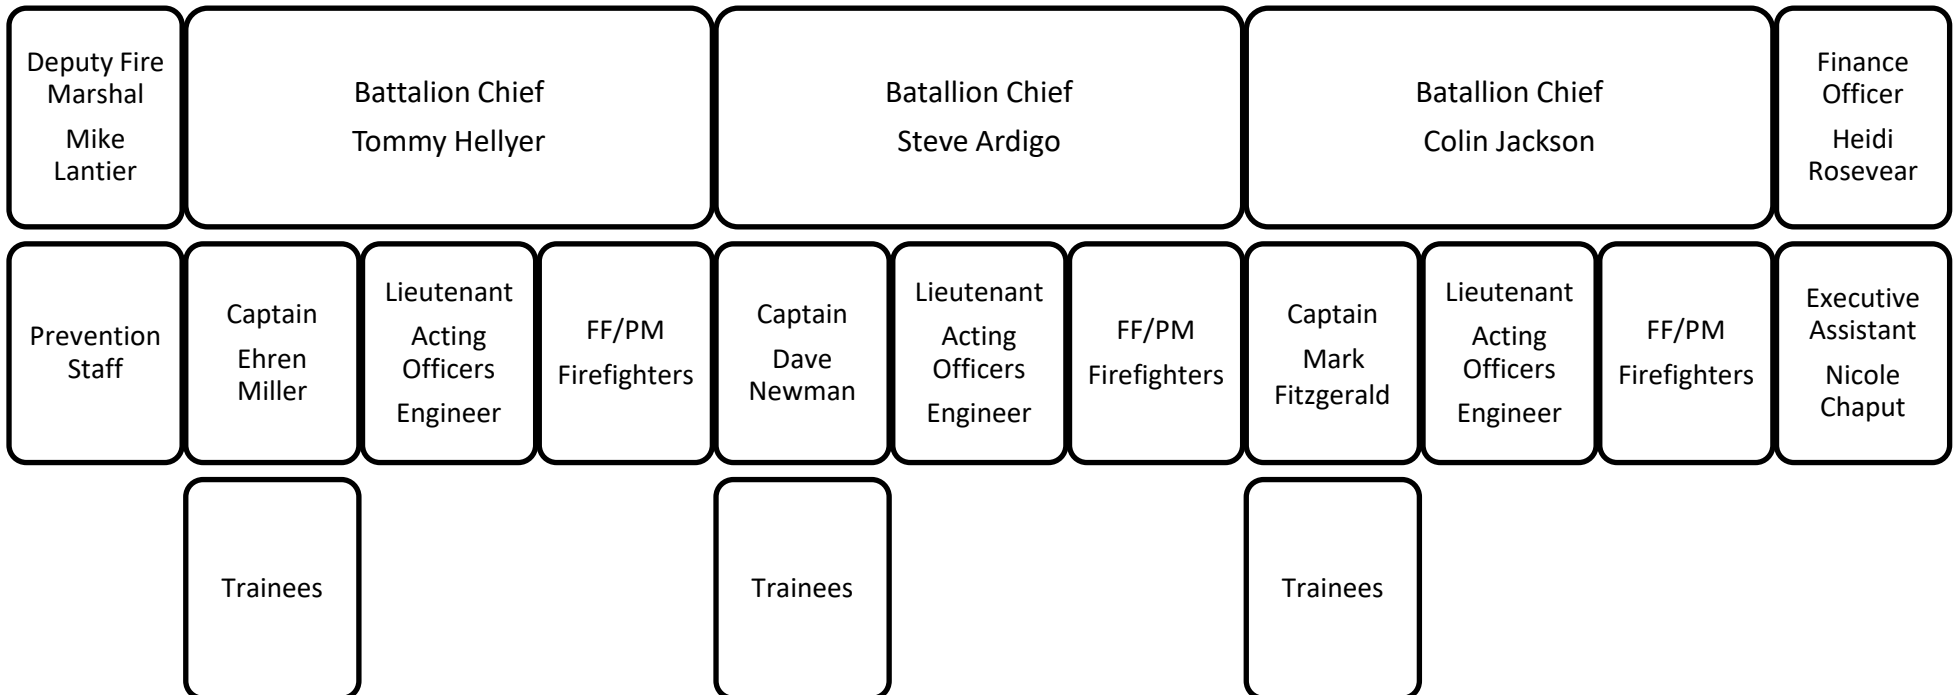 Deputy Fire
Marshal
Mike
Lantier
Battalion Chief
Tommy Hellyer
Batallion Chief
Steve Ardigo
Batallion Chief
Colin Jackson
Finance
Officer
Heidi
Rosevear
Prevention
Staff
Captain
Ehren
Miller
Lieutenant
Acting
Officers
Engineer
FF/PM
Firefighters
Captain
Dave
Newman
Lieutenant
Acting
Officers
Engineer
FF/PM
Firefighters
Captain
Mark
Fitzgerald
Lieutenant
Acting
Officers
Engineer
FF/PM
Firefighters
Executive
Assistant
Nicole
Chaput
Trainees
Trainees
Trainees